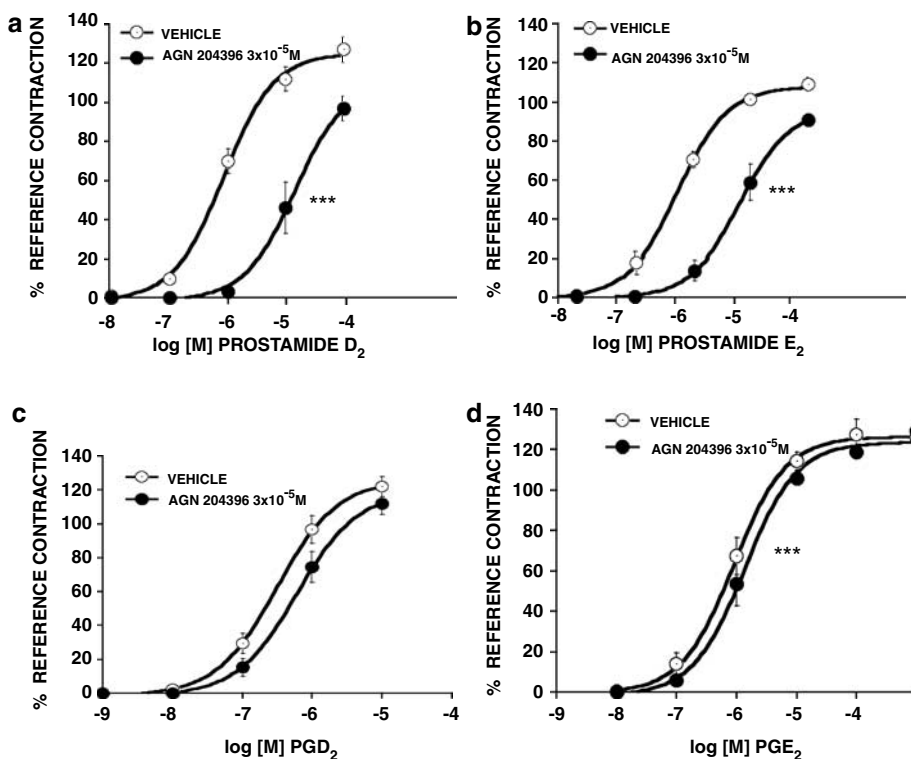 a
% REFERENCE CONTRACTION
140
120
100
80
60
40
20
0
VEHICLE
AGN 204396 3x10⁻⁵M
***
-8 -7 -6 -5 -4
log [M] PROSTAMIDE D₂
b
% REFERENCE CONTRACTION
140
120
100
80
60
40
20
0
VEHICLE
AGN 204396 3x10⁻⁵M
***
-8 -7 -6 -5 -4
log [M] PROSTAMIDE E₂
c
% REFERENCE CONTRACTION
140
120
100
80
60
40
20
0
VEHICLE
AGN 204396 3x10⁻⁵M
-9 -8 -7 -6 -5 -4
log [M] PGD₂
d
% REFERENCE CONTRACTION
140
120
100
80
60
40
20
0
VEHICLE
AGN 204396 3x10⁻⁵M
***
-9 -8 -7 -6 -5 -4
log [M] PGE₂